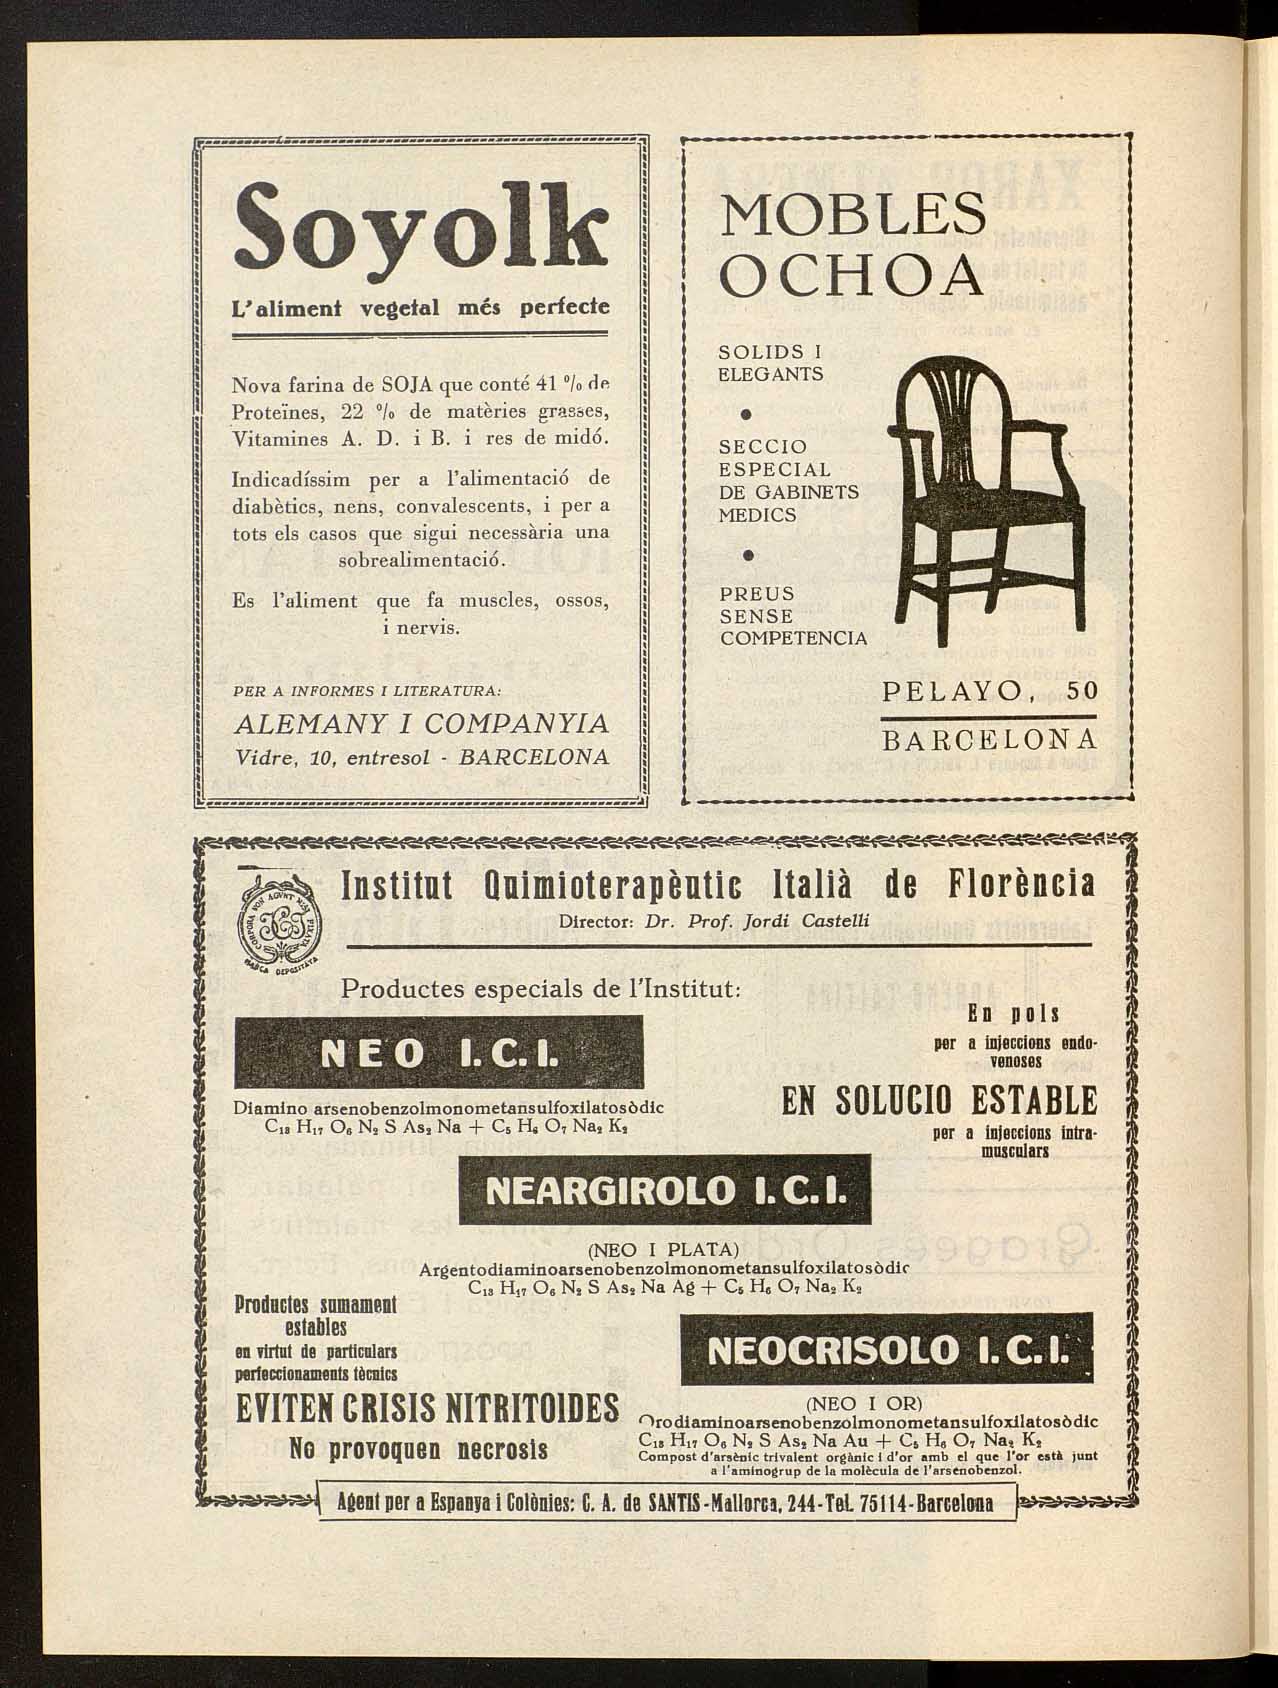 Soyolk
L'aliment vegetal més perfecte
Nova farina de SOJA que conté 41 % de
Proteïnes, 22 % de matèries grasses,
Vitamines A. D. i B. i res de midó.
Indicadíssim per a l'alimentació de
diabètics, nens, convalescents, i per a
tots els casos que sigui necessària una
sobrealimentació.
Es l'aliment que fa muscles, ossos,
i nervis.
PER A INFORMES I LITERATURA:
ALEMANY I COMPANYIA
Vidre, 10, entresol - BARCELONA
MOBLES
OCHOA
SOLIDS I
ELEGANTS
•
SECCIO
ESPECIAL
DE GABINETS
MEDICS
•
PREUS
SENSE
COMPETENCIA
PELAYO, 50
BARCELONA
CORPORA NON AGUNT NISI FIXATA
MARCA DEPOSITATA
Institut Quimioterapèutic Italià de Florència
Director: Dr. Prof. Jordi Castelli
Productes especials de l'Institut:
NEO I.C.I.
Diamino arsenobenzolmonometansulfoxilatosòdic
C₁₃ H₁₇ O₆ N₂ S As₂ Na + C₅ H₆ O₇ Na₂ K₂
En pols
per a injeccions endo-
venoses
EN SOLUCIO ESTABLE
per a injeccions intra-
musculars
NEARGIROLO I.C.I.
(NEO I PLATA)
Argentodiaminoarsenobenzolmonometansulfoxilatosòdic
C₁₃ H₁₇ O₆ N₂ S As₂ Na Ag + C₅ H₆ O₇ Na₂ K₂
Productes sumament
estables
en virtut de particulars
perfeccionaments tècnics
EVITEN CRISIS NITRITOIDES
No provoquen necrosis
NEOCRISOLO I.C.I.
(NEO I OR)
Orodiaminoarsenobenzolmonometansulfoxilatosòdic
C₁₃ H₁₇ O₆ N₂ S As₂ Na Au + C₅ H₆ O₇ Na₂ K₂
Compost d'arsènic trivalent orgànic i d'or amb el que l'or està junt
a l'aminogrup de la molècula de l'arsenobenzol.
Agent per a Espanya i Colònies: C. A. de SANTIS - Mallorca, 244 - Tel. 75114 - Barcelona